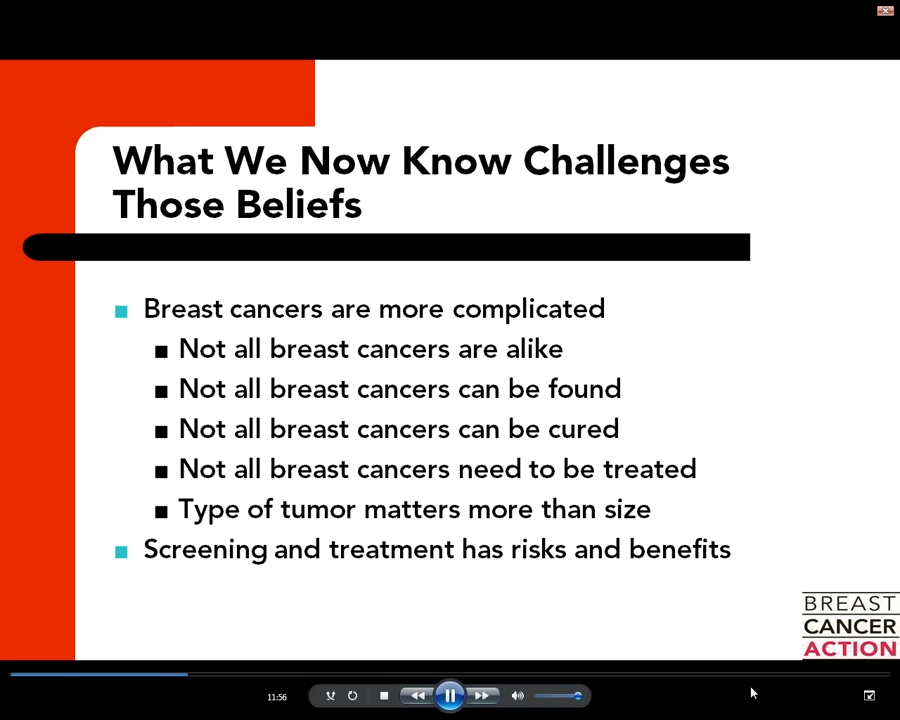 What We Now Know Challenges
Those Beliefs
Breast cancers are more complicated
Not all breast cancers are alike
Not all breast cancers can be found
Not all breast cancers can be cured
Not all breast cancers need to be treated
Type of tumor matters more than size
Screening and treatment has risks and benefits
BREAST
CANCER
ACTION
11:56